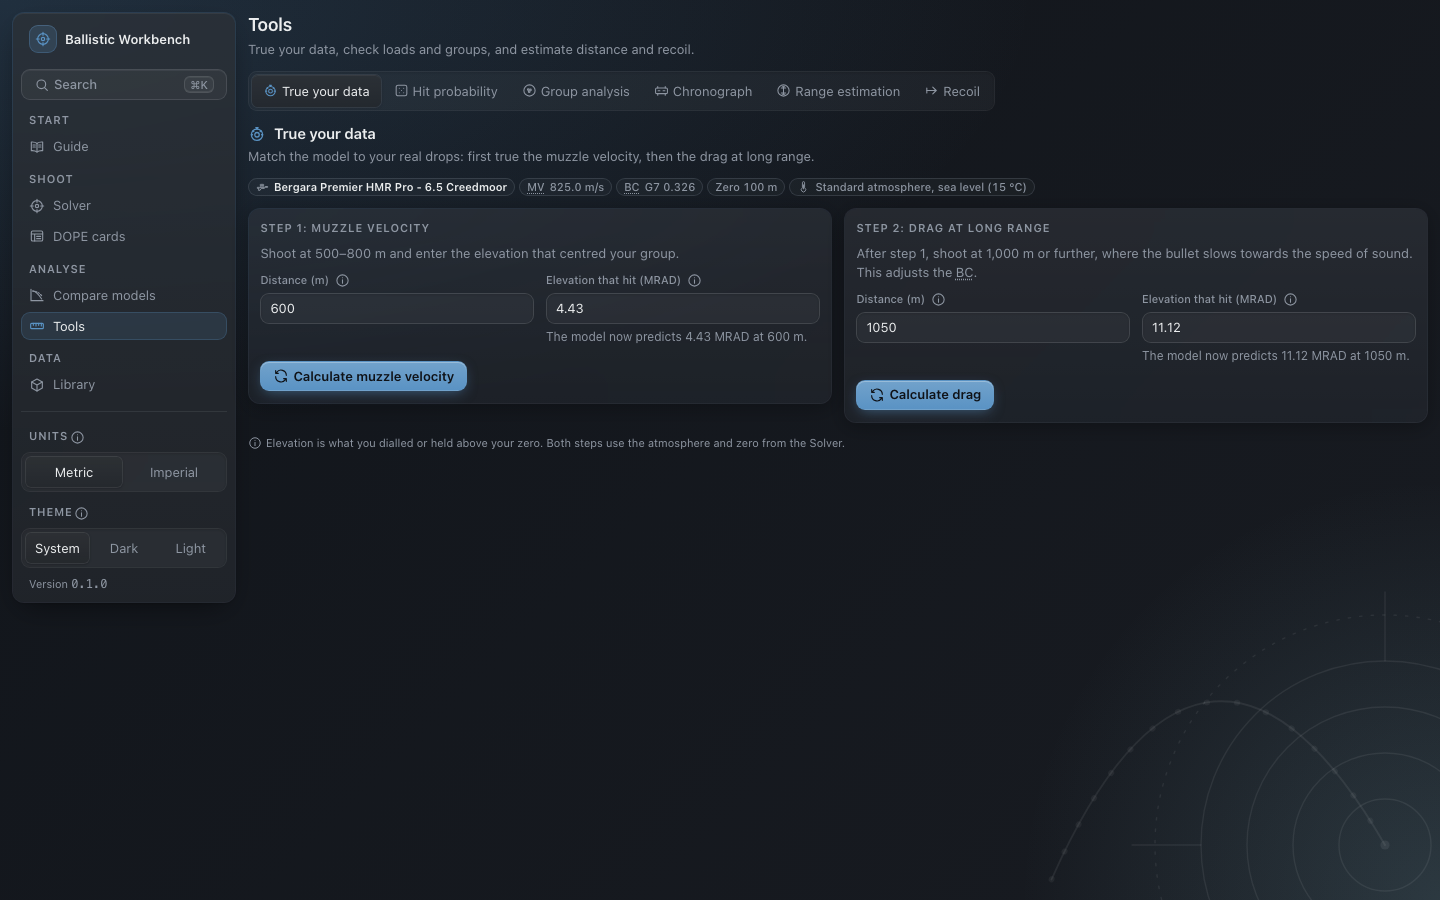 Ballistic Workbench
Search ⌘K
START
Guide
SHOOT
Solver
DOPE cards
ANALYSE
Compare models
Tools
DATA
Library
UNITS
Metric Imperial
THEME
System Dark Light
Version 0.1.0
Tools
True your data, check loads and groups, and estimate distance and recoil.
True your data Hit probability Group analysis Chronograph Range estimation Recoil
True your data
Match the model to your real drops: first true the muzzle velocity, then the drag at long range.
Bergara Premier HMR Pro - 6.5 Creedmoor MV 825.0 m/s BC G7 0.326 Zero 100 m Standard atmosphere, sea level (15 °C)
STEP 1: MUZZLE VELOCITY
Shoot at 500–800 m and enter the elevation that centred your group.
Distance (m) Elevation that hit (MRAD)
600 4.43
The model now predicts 4.43 MRAD at 600 m.
Calculate muzzle velocity
STEP 2: DRAG AT LONG RANGE
After step 1, shoot at 1,000 m or further, where the bullet slows towards the speed of sound.
This adjusts the BC.
Distance (m) Elevation that hit (MRAD)
1050 11.12
The model now predicts 11.12 MRAD at 1050 m.
Calculate drag
Elevation is what you dialled or held above your zero. Both steps use the atmosphere and zero from the Solver.